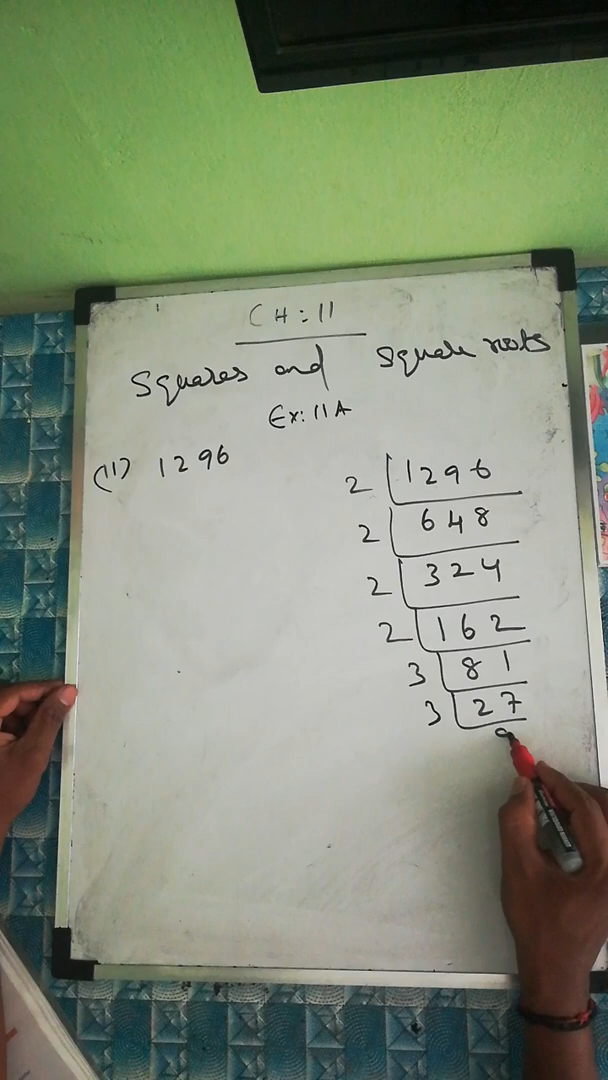 CH:11
Squares and Square roots
Ex:11A
(11) 1296
2 1296
2 648
2 324
2 162
3 81
3 27
9